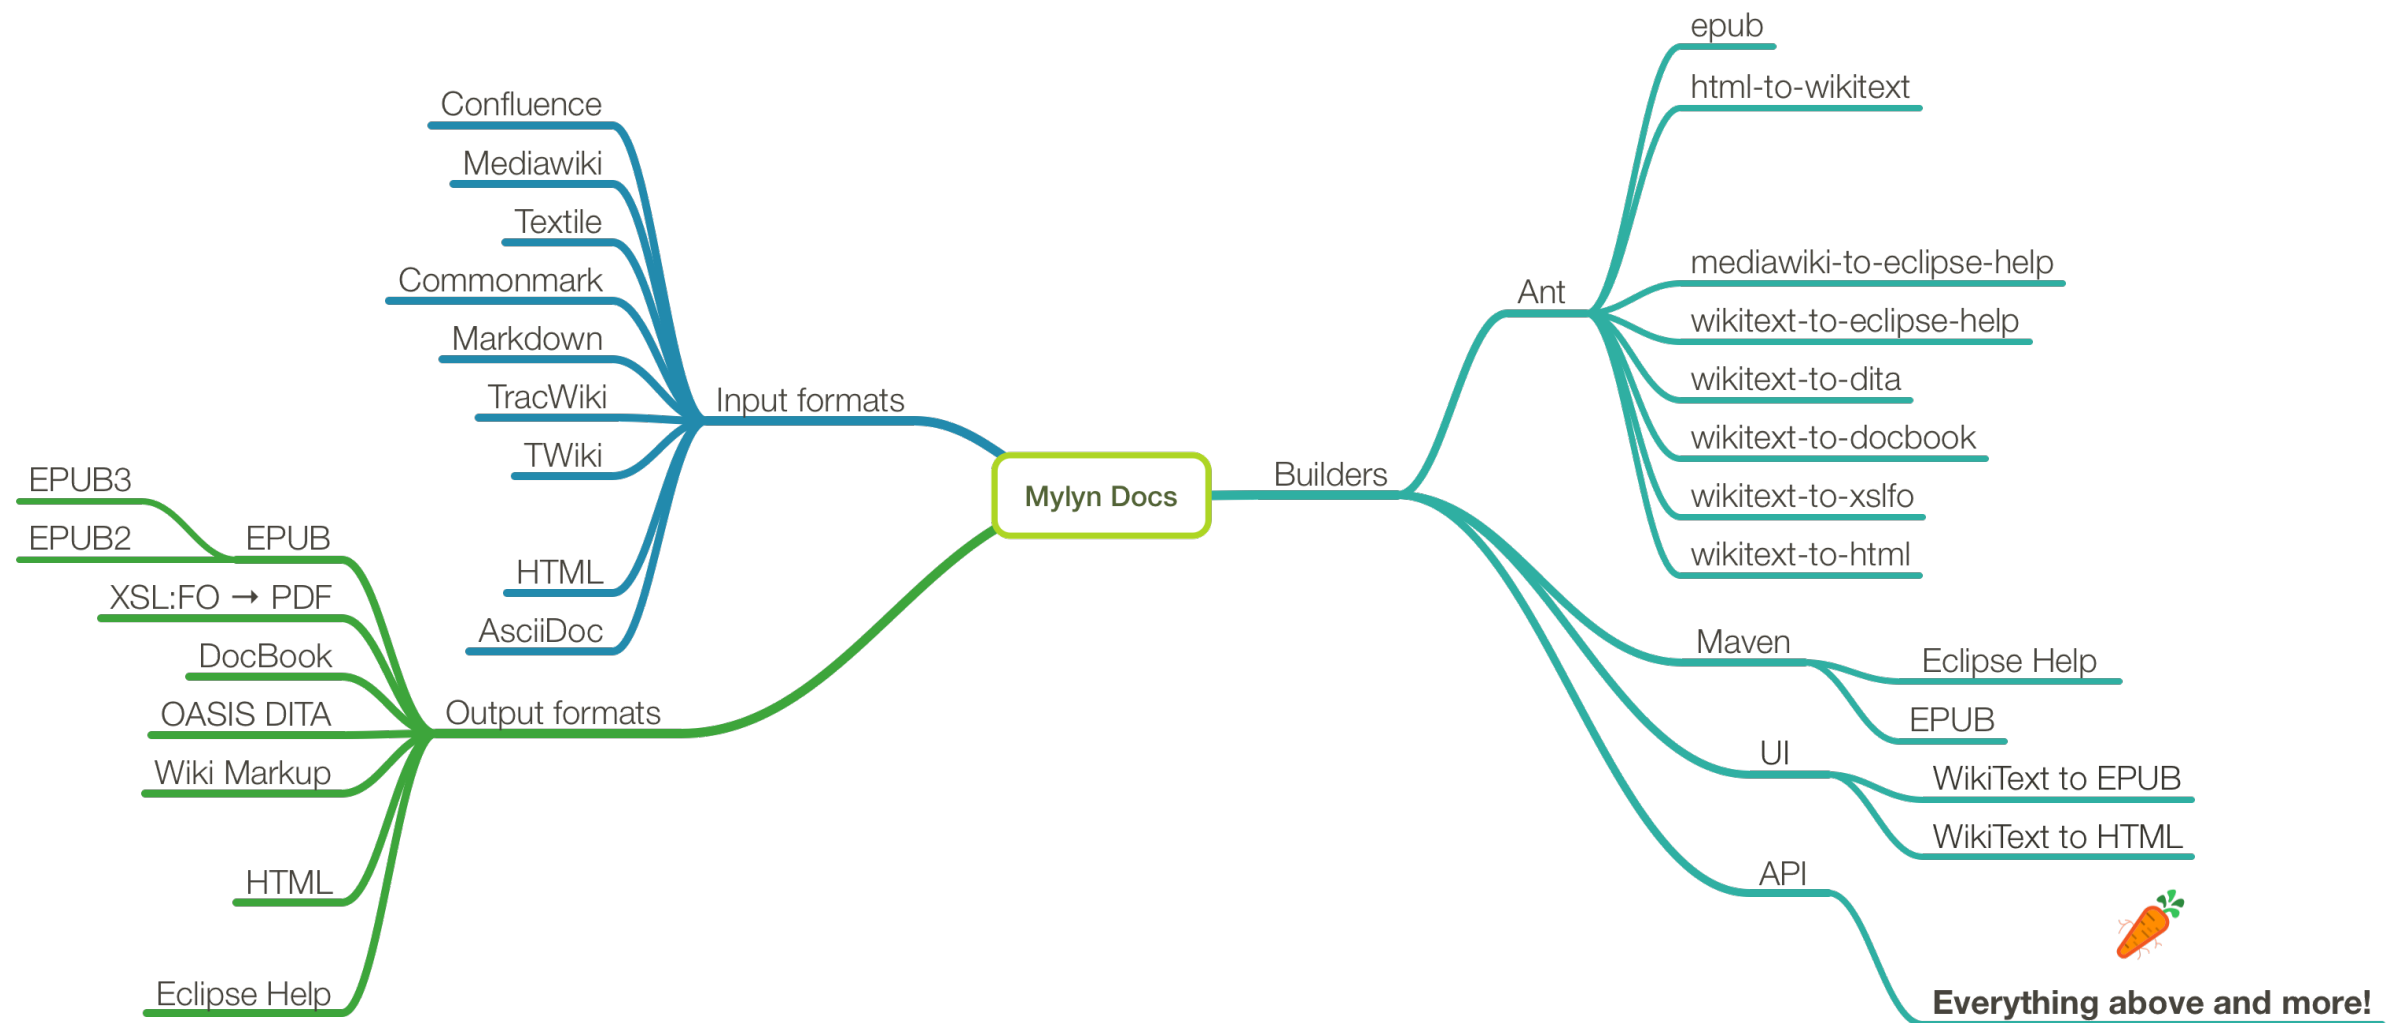 Mylyn Docs
Input formats
Confluence
Mediawiki
Textile
Commonmark
Markdown
TracWiki
TWiki
HTML
AsciiDoc
Output formats
EPUB
EPUB3
EPUB2
XSL:FO → PDF
DocBook
OASIS DITA
Wiki Markup
HTML
Eclipse Help
Builders
Ant
epub
html-to-wikitext
mediawiki-to-eclipse-help
wikitext-to-eclipse-help
wikitext-to-dita
wikitext-to-docbook
wikitext-to-xslfo
wikitext-to-html
Maven
Eclipse Help
EPUB
UI
WikiText to EPUB
WikiText to HTML
API
Everything above and more!